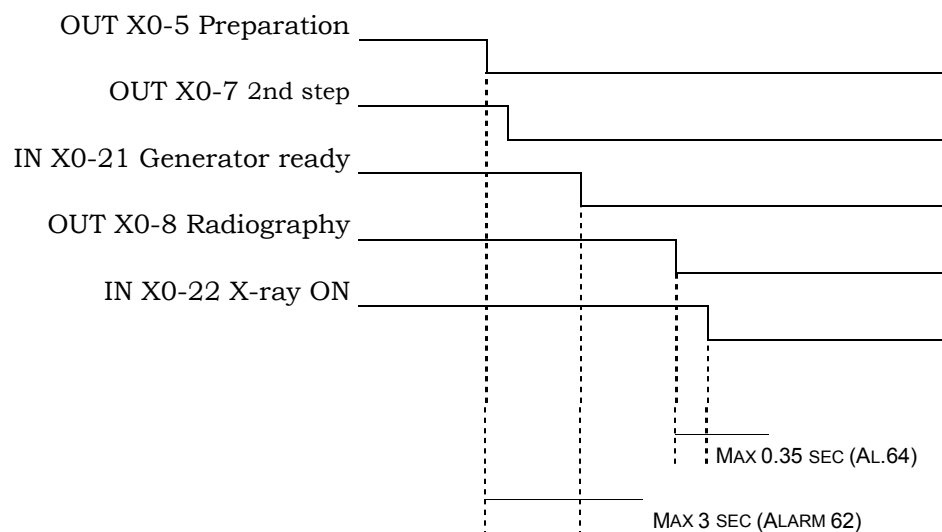 OUT X0-5 Preparation
OUT X0-7 2nd step
IN X0-21 Generator ready
OUT X0-8 Radiography
IN X0-22 X-ray ON
MAX 0.35 SEC (AL.64)
MAX 3 SEC (ALARM 62)